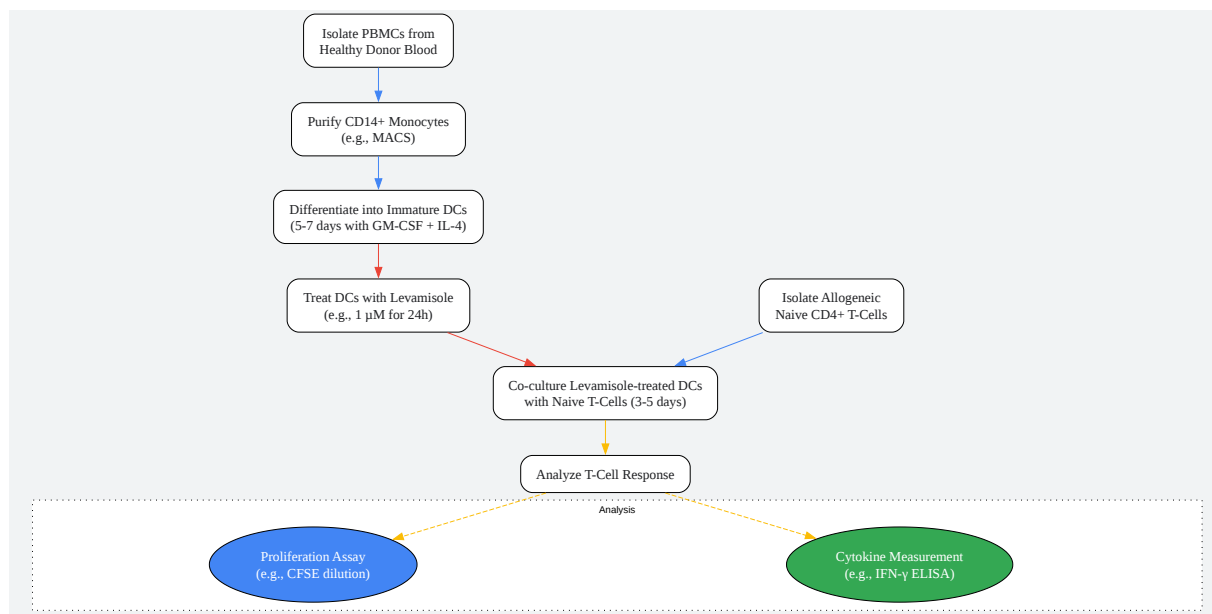 Isolate PBMCs from
Healthy Donor Blood
Purify CD14+ Monocytes
(e.g., MACS)
Differentiate into Immature DCs
(5-7 days with GM-CSF + IL-4)
Treat DCs with Levamisole
(e.g., 1 µM for 24h)
Isolate Allogeneic
Naive CD4+ T-Cells
Co-culture Levamisole-treated DCs
with Naive T-Cells (3-5 days)
Analyze T-Cell Response
Analysis
Proliferation Assay
(e.g., CFSE dilution)
Cytokine Measurement
(e.g., IFN-γ ELISA)